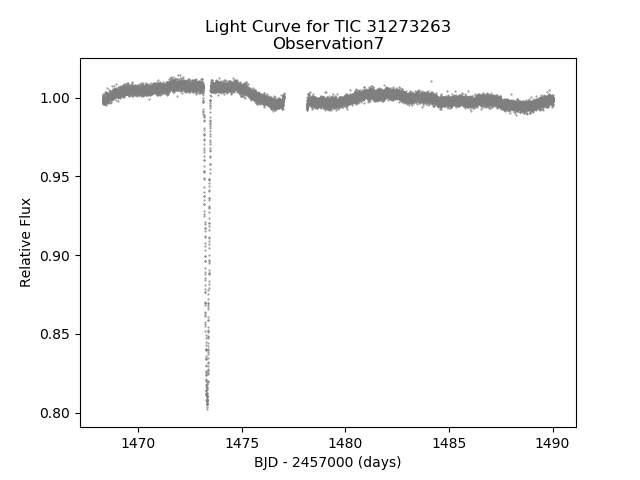 Light Curve for TIC 31273263
Observation7
Relative Flux
1.00
0.95
0.90
0.85
0.80
1470
1475
1480
1485
1490
BJD - 2457000 (days)